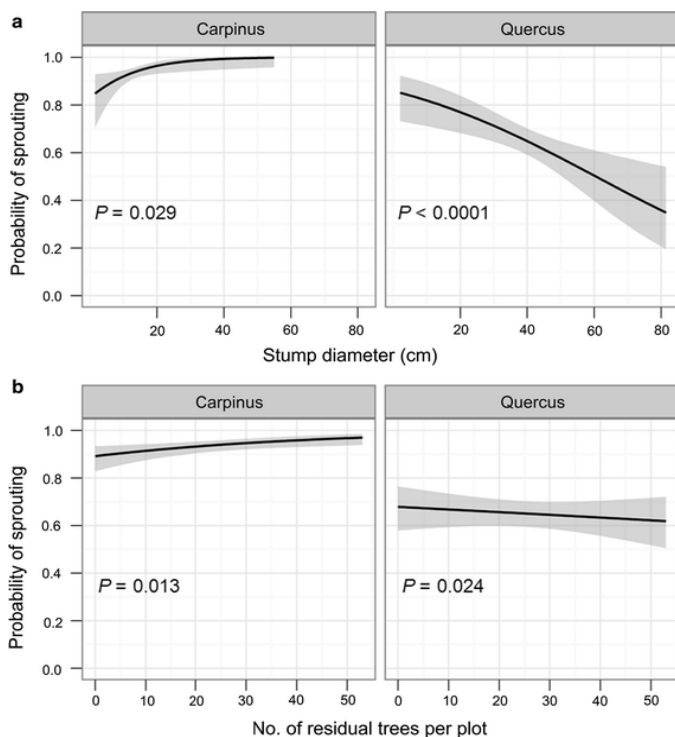 a
Carpinus Quercus
1.0
0.8
0.6
0.4
0.2
0.0
Probability of sprouting
P = 0.029 P < 0.0001
20 40 60 80 20 40 60 80
Stump diameter (cm)
b
Carpinus Quercus
1.0
0.8
0.6
0.4
0.2
0.0
Probability of sprouting
P = 0.013 P = 0.024
0 10 20 30 40 50 0 10 20 30 40 50
No. of residual trees per plot